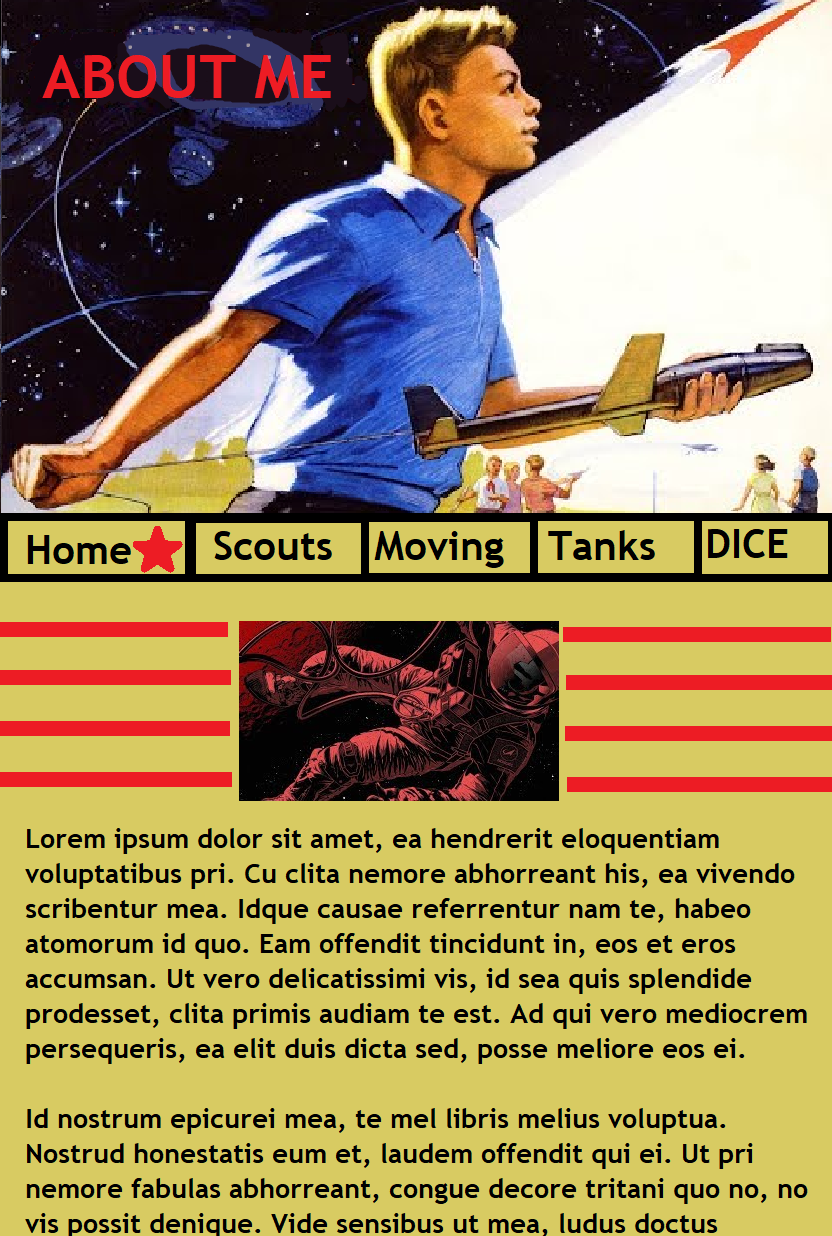 ABOUT ME
Home Scouts Moving Tanks DICE
Lorem ipsum dolor sit amet, ea hendrerit eloquentiam
voluptatibus pri. Cu clita nemore abhorreant his, ea vivendo
scribentur mea. Idque causae referrentur nam te, habeo
atomorum id quo. Eam offendit tincidunt in, eos et eros
accumsan. Ut vero delicatissimi vis, id sea quis splendide
prodesset, clita primis audiam te est. Ad qui vero mediocrem
persequeris, ea elit duis dicta sed, posse meliore eos ei.
Id nostrum epicurei mea, te mel libris melius voluptua.
Nostrud honestatis eum et, laudem offendit qui ei. Ut pri
nemore fabulas abhorreant, congue decore tritani quo no, no
vis possit denique. Vide sensibus ut mea, ludus doctus